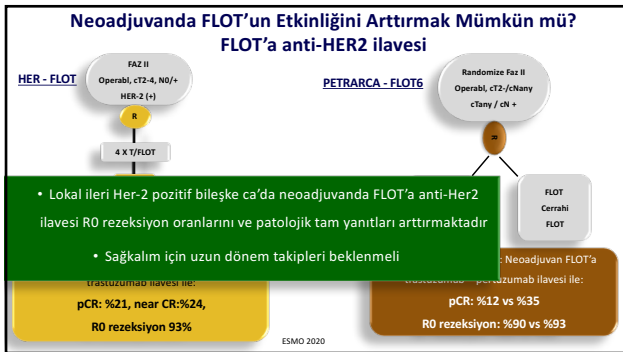 Neoadjuvanda FLOT'un Etkinliğini Arttırmak Mümkün mü?
FLOT'a anti-HER2 ilavesi
HER - FLOT
FAZ II
Operabl, cT2-4, N0/+
HER-2 (+)
R
4 X T/FLOT
PETRARCA - FLOT6
Randomize Faz II
Operabl, cT2-/cNany
cTany / cN +
R
FLOT
Cerrahi
FLOT
• Lokal ileri Her-2 pozitif bileşke ca'da neoadjuvanda FLOT'a anti-Her2
ilavesi R0 rezeksiyon oranlarını ve patolojik tam yanıtları arttırmaktadır
• Sağkalım için uzun dönem takipleri beklenmeli
trastuzumab ilavesi ile:
pCR: %21, near CR:%24,
R0 rezeksiyon 93%
: Neoadjuvan FLOT'a
trastuzumab - pertuzumab ilavesi ile:
pCR: %12 vs %35
R0 rezeksiyon: %90 vs %93
ESMO 2020